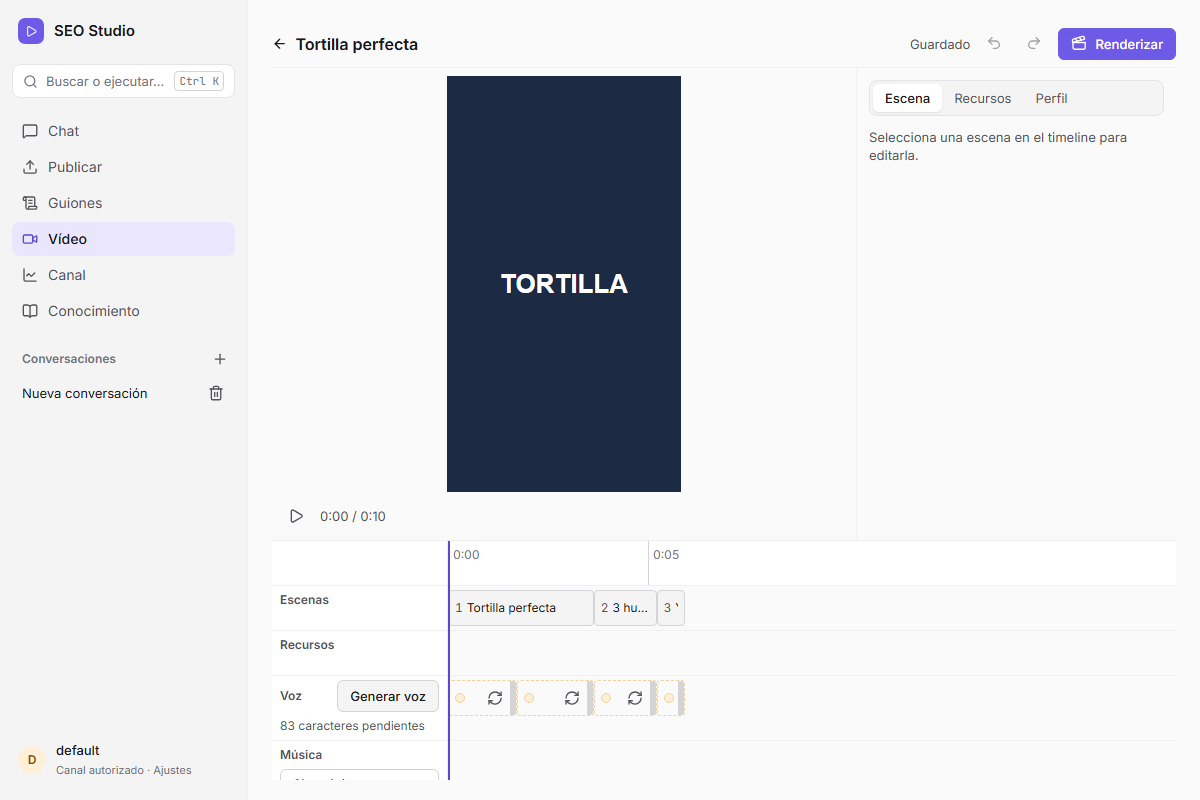 SEO Studio
Buscar o ejecutar... Ctrl K
Chat
Publicar
Guiones
Vídeo
Canal
Conocimiento
Conversaciones
Nueva conversación
D
default
Canal autorizado · Ajustes
Tortilla perfecta
Guardado
Renderizar
TORTILLA
0:00 / 0:10
Escena Recursos Perfil
Selecciona una escena en el timeline para
editarla.
0:00 0:05
Escenas
1 Tortilla perfecta
2 3 hu...
3
Recursos
Voz
Generar voz
83 caracteres pendientes
Música